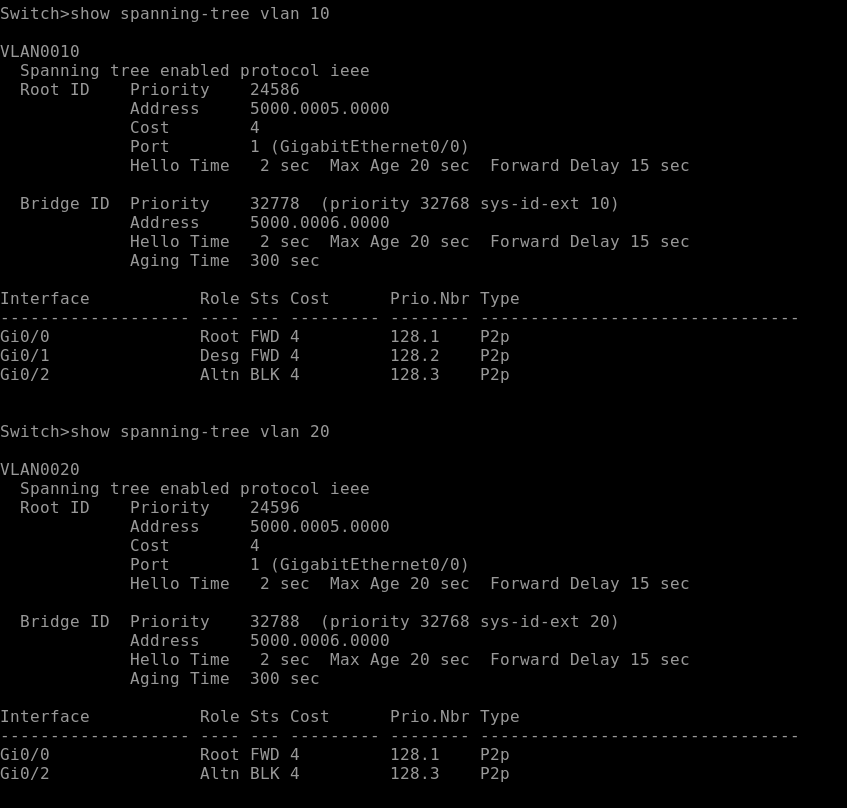 Switch>show spanning-tree vlan 10
VLAN0010
  Spanning tree enabled protocol ieee
  Root ID    Priority    24586
             Address     5000.0005.0000
             Cost        4
             Port        1 (GigabitEthernet0/0)
             Hello Time   2 sec  Max Age 20 sec  Forward Delay 15 sec
  Bridge ID  Priority    32778  (priority 32768 sys-id-ext 10)
             Address     5000.0006.0000
             Hello Time   2 sec  Max Age 20 sec  Forward Delay 15 sec
             Aging Time  300 sec
Interface           Role Sts Cost      Prio.Nbr Type
------------------- ---- --- --------- -------- --------------------------------
Gi0/0               Root FWD 4         128.1    P2p
Gi0/1               Desg FWD 4         128.2    P2p
Gi0/2               Altn BLK 4         128.3    P2p
Switch>show spanning-tree vlan 20
VLAN0020
  Spanning tree enabled protocol ieee
  Root ID    Priority    24596
             Address     5000.0005.0000
             Cost        4
             Port        1 (GigabitEthernet0/0)
             Hello Time   2 sec  Max Age 20 sec  Forward Delay 15 sec
  Bridge ID  Priority    32788  (priority 32768 sys-id-ext 20)
             Address     5000.0006.0000
             Hello Time   2 sec  Max Age 20 sec  Forward Delay 15 sec
             Aging Time  300 sec
Interface           Role Sts Cost      Prio.Nbr Type
------------------- ---- --- --------- -------- --------------------------------
Gi0/0               Root FWD 4         128.1    P2p
Gi0/2               Altn BLK 4         128.3    P2p